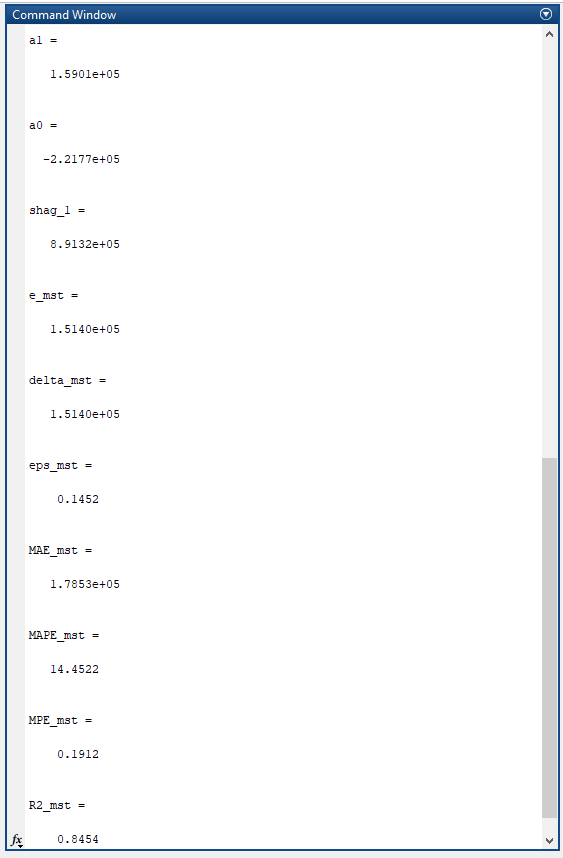 Command Window
a1 =
1.5901e+05
a0 =
-2.2177e+05
shag_1 =
8.9132e+05
e_mst =
1.5140e+05
delta_mst =
1.5140e+05
eps_mst =
0.1452
MAE_mst =
1.7853e+05
MAPE_mst =
14.4522
MPE_mst =
0.1912
R2_mst =
0.8454
fx